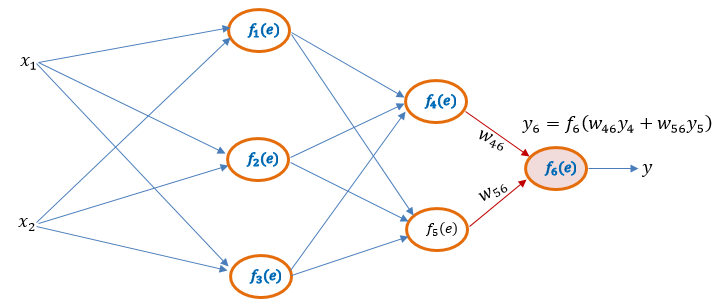 f₁(e)
x₁
f₄(e)
y₆ = f₆(w₄₆y₄ + w₅₆y₅)
w₄₆
f₂(e)
f₆(e)
y
w₅₆
x₂
f₅(e)
f₃(e)